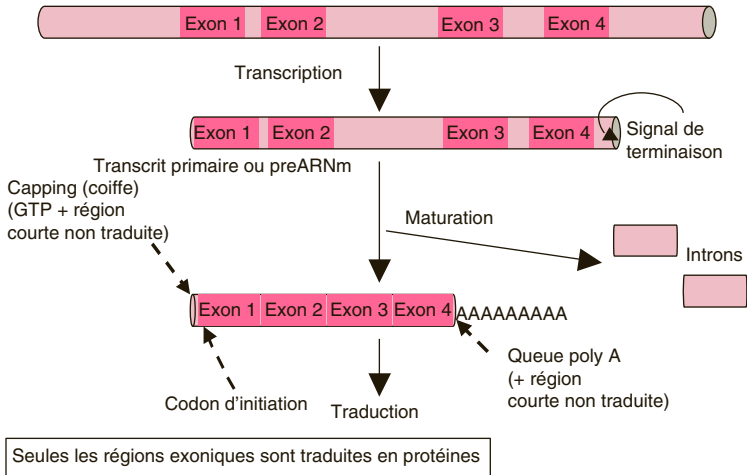 Exon 1 Exon 2 Exon 3 Exon 4
Transcription
Exon 1 Exon 2 Exon 3 Exon 4
Signal de
terminaison
Transcrit primaire ou preARNm
Capping (coiffe)
(GTP + région
courte non traduite)
Maturation
Introns
Exon 1 Exon 2 Exon 3 Exon 4 AAAAAAAAA
Queue poly A
(+ région
courte non traduite)
Codon d'initiation
Traduction
Seules les régions exoniques sont traduites en protéines